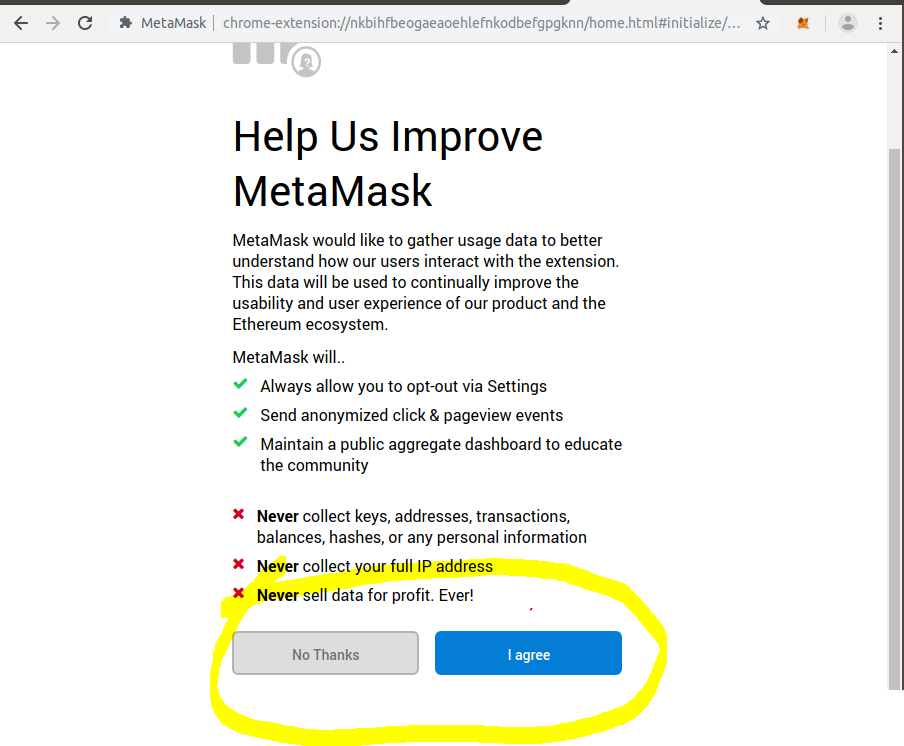 MetaMask | chrome-extension://nkbihfbeogaeaoehlefnkodbefgpgknn/home.html#initialize/...
Help Us Improve
MetaMask
MetaMask would like to gather usage data to better
understand how our users interact with the extension.
This data will be used to continually improve the
usability and user experience of our product and the
Ethereum ecosystem.
MetaMask will..
Always allow you to opt-out via Settings
Send anonymized click & pageview events
Maintain a public aggregate dashboard to educate
the community
Never collect keys, addresses, transactions,
balances, hashes, or any personal information
Never collect your full IP address
Never sell data for profit. Ever!
No Thanks
I agree